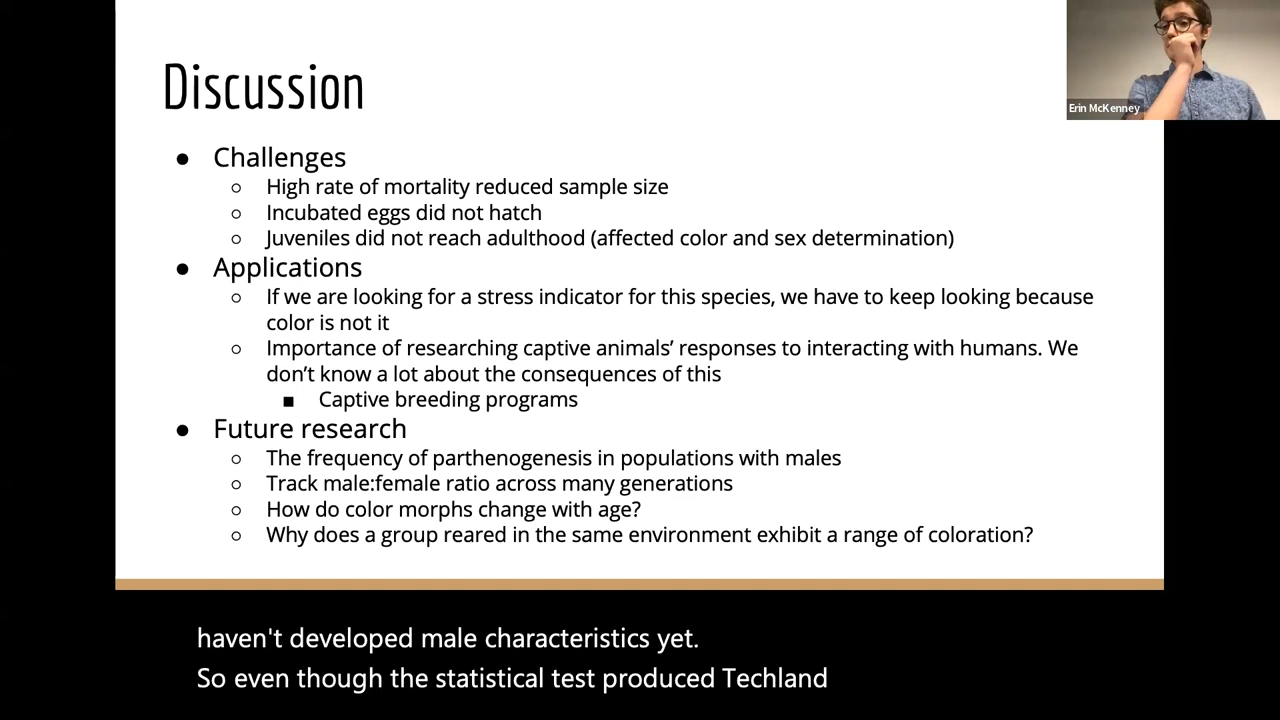 Discussion
Erin McKenney
● Challenges
○ High rate of mortality reduced sample size
○ Incubated eggs did not hatch
○ Juveniles did not reach adulthood (affected color and sex determination)
● Applications
○ If we are looking for a stress indicator for this species, we have to keep looking because
color is not it
○ Importance of researching captive animals’ responses to interacting with humans. We
don’t know a lot about the consequences of this
■ Captive breeding programs
● Future research
○ The frequency of parthenogenesis in populations with males
○ Track male:female ratio across many generations
○ How do color morphs change with age?
○ Why does a group reared in the same environment exhibit a range of coloration?
haven't developed male characteristics yet.
So even though the statistical test produced Techland